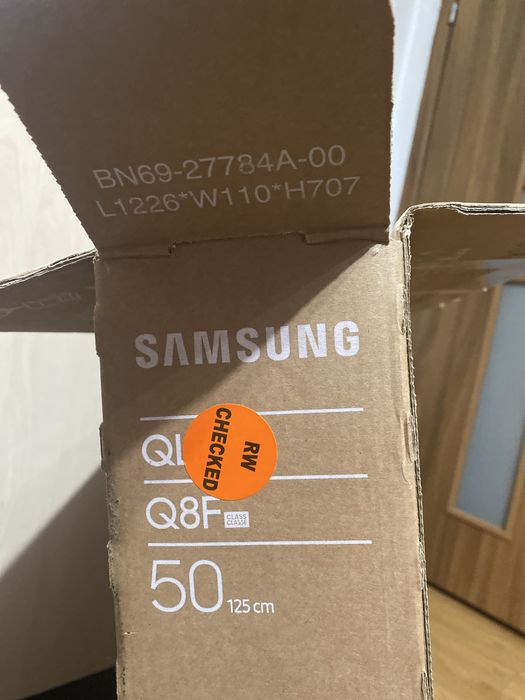 BN69-27784A-00
L1226*W110*H707
SAMSUNG
RW
CHECKED
Q8F CLASS
CLASSE
50 125 cm